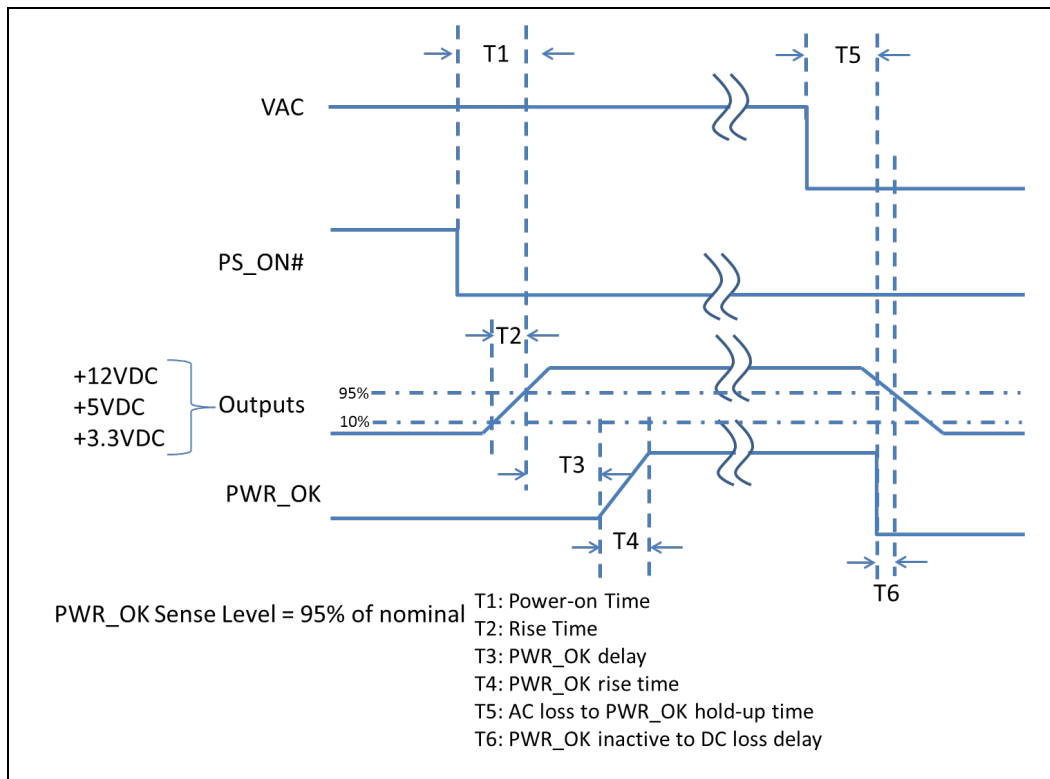 T1
T5
VAC
PS_ON#
T2
+12VDC
+5VDC
+3.3VDC
Outputs
95%
10%
T3
PWR_OK
T4
T6
PWR_OK Sense Level = 95% of nominal
T1: Power-on Time
T2: Rise Time
T3: PWR_OK delay
T4: PWR_OK rise time
T5: AC loss to PWR_OK hold-up time
T6: PWR_OK inactive to DC loss delay